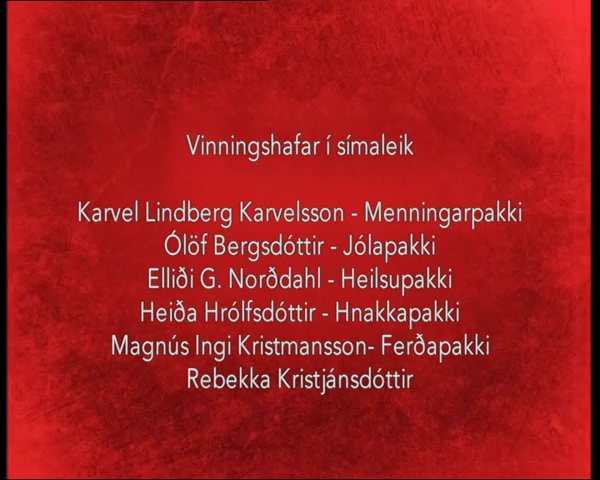 Vinningshafar í símaleik
Karvel Lindberg Karvelsson - Menningarpakki
Ólöf Bergsdóttir - Jólapakki
Elliði G. Norðdahl - Heilsupakki
Heiða Hrólfsdóttir - Hnakkapakki
Magnús Ingi Kristmansson- Ferðapakki
Rebekka Kristjánsdóttir